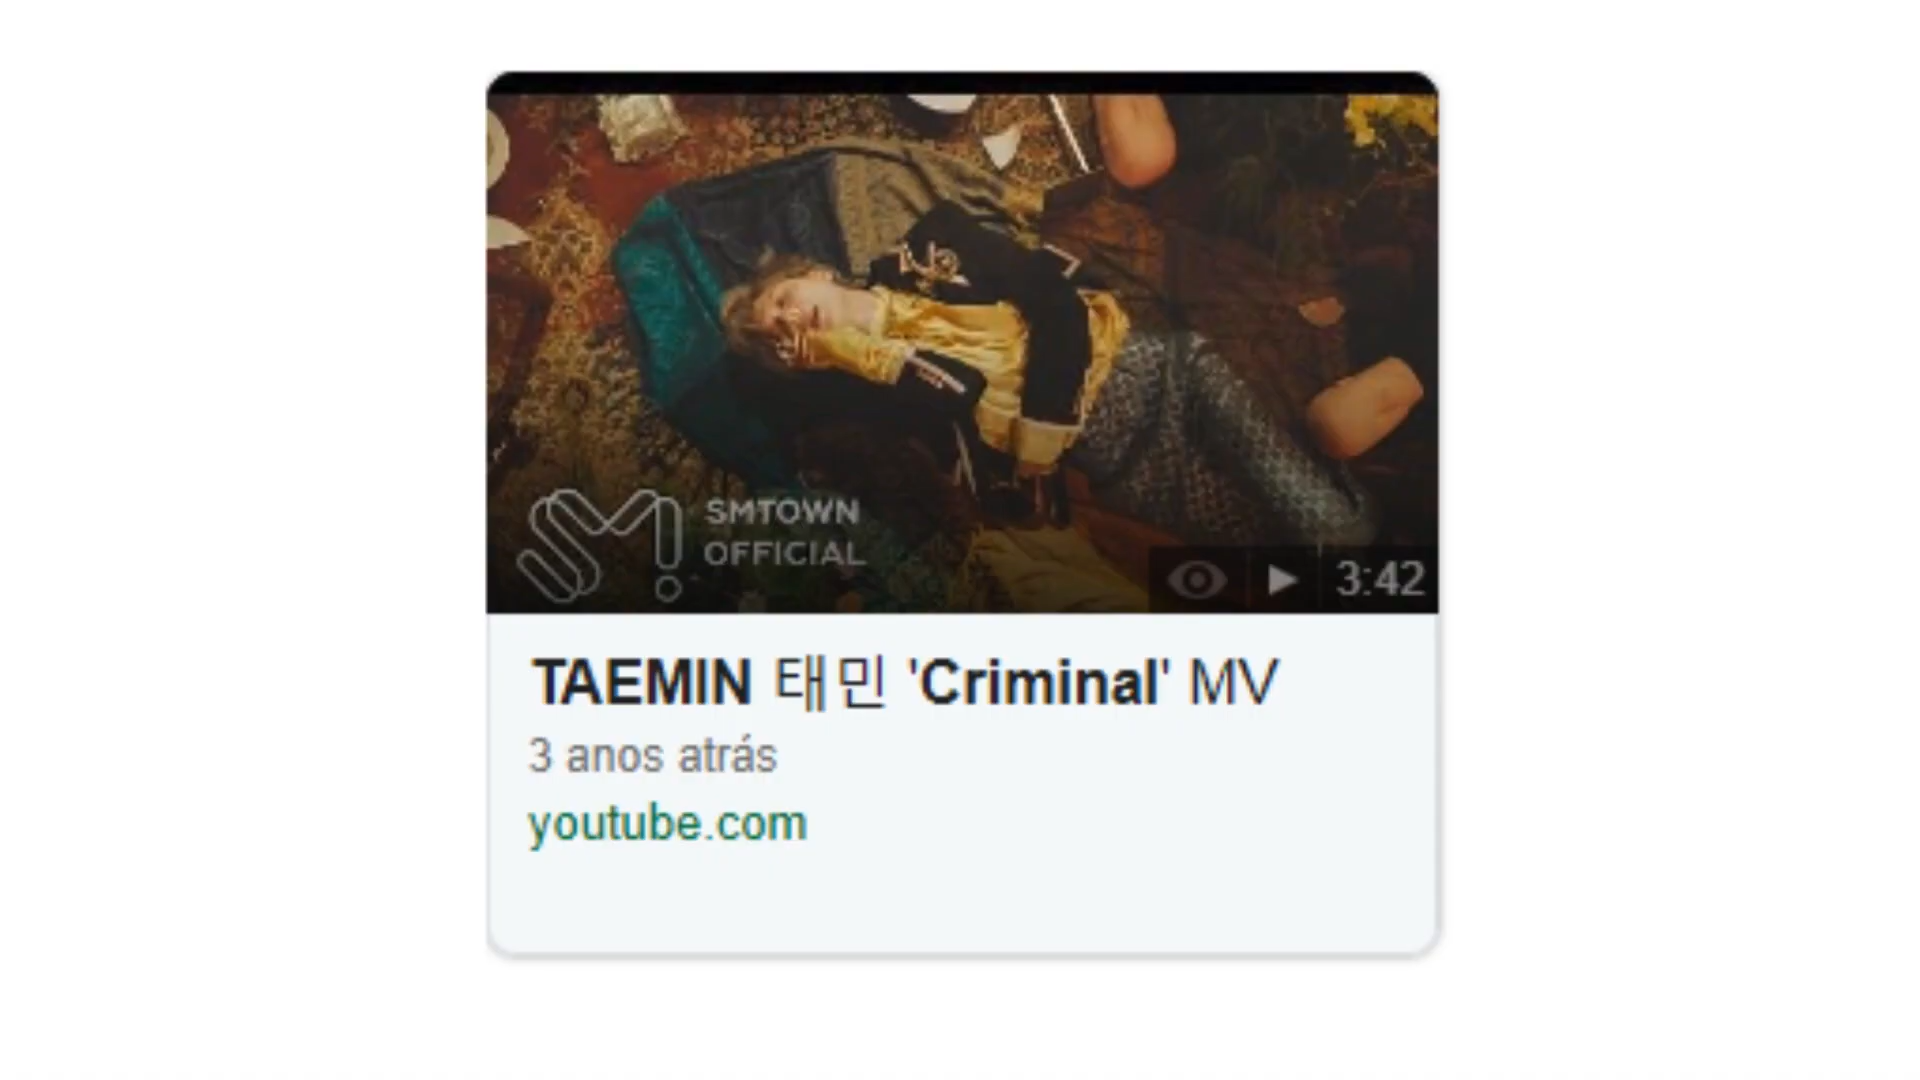 SMTOWN
OFFICIAL
3:42
TAEMIN 태민 'Criminal' MV
3 anos atrás
youtube.com